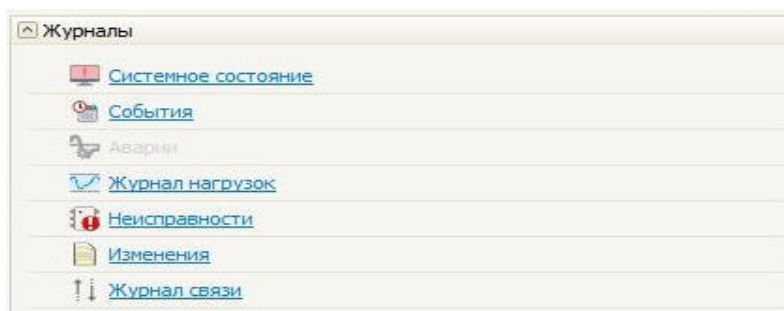 Журналы
Системное состояние
События
Аварии
Журнал нагрузок
Неисправности
Изменения
Журнал связи